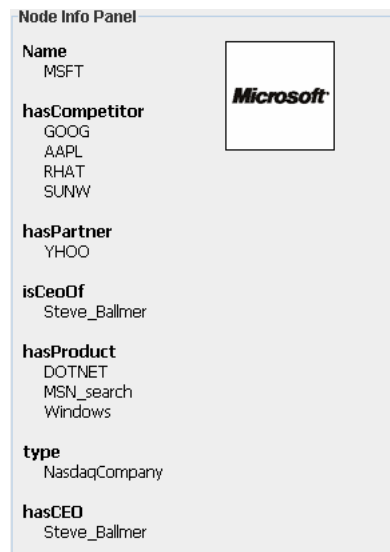 Node Info Panel
Name
MSFT
Microsoft
hasCompetitor
GOOG
AAPL
RHAT
SUNW
hasPartner
YHOO
isCeoOf
Steve_Ballmer
hasProduct
DOTNET
MSN_search
Windows
type
NasdaqCompany
hasCEO
Steve_Ballmer